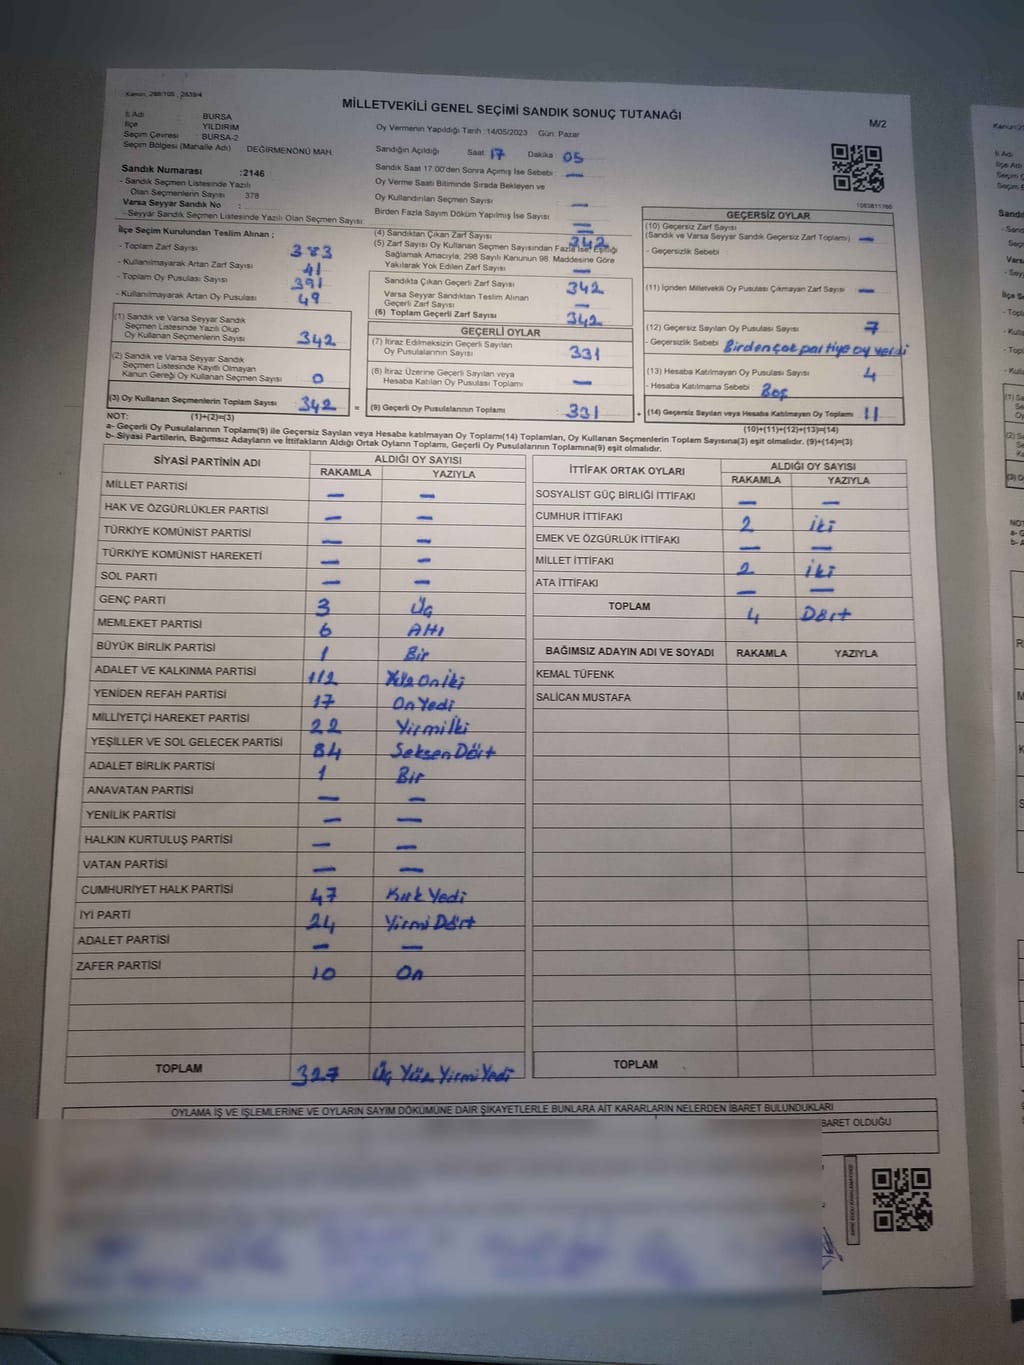 Kanun, 298/105 , 2839/4
MİLLETVEKİLİ GENEL SEÇİMİ SANDIK SONUÇ TUTANAĞI
M/2
İl Adı : BURSA
İlçe : YILDIRIM
Seçim Çevresi : BURSA-2
Seçim Bölgesi (Mahalle Adı) : DEĞİRMENÖNÜ MAH.
Sandık Numarası :2146
- Sandık Seçmen Listesinde Yazılı
Olan Seçmenlerin Sayısı : 378
Varsa Seyyar Sandık No :
- Seyyar Sandık Seçmen Listesinde Yazılı Olan Seçmen Sayısı:
Oy Vermenin Yapıldığı Tarih :14/05/2023 Gün: Pazar
Sandığın Açıldığı Saat: 17 Dakika 05
Sandık Saat 17.00'den Sonra Açılmış İse Sebebi : —
Oy Verme Saati Bitiminde Sırada Bekleyen ve
Oy Kullandırılan Seçmen Sayısı —
Birden Fazla Sayım Döküm Yapılmış İse Sayısı —
İlçe Seçim Kurulundan Teslim Alınan ;
- Toplam Zarf Sayısı 383
- Kullanılmayarak Artan Zarf Sayısı 41
- Toplam Oy Pusulası Sayısı 391
- Kullanılmayarak Artan Oy Pusulası 49
(1) Sandık ve Varsa Seyyar Sandık
Seçmen Listesinde Yazılı Olup
Oy Kullanan Seçmenlerin Sayısı 342
(2) Sandık ve Varsa Seyyar Sandık
Seçmen Listesinde Kayıtlı Olmayan
Kanun Gereği Oy Kullanan Seçmen Sayısı 0
(3) Oy Kullanan Seçmenlerin Toplam Sayısı 342
(4) Sandıktan Çıkan Zarf Sayısı 342
(5) Zarf Sayısı Oy Kullanan Seçmen Sayısından Fazla İse, Eşitliği
Sağlamak Amacıyla, 298 Sayılı Kanunun 98. Maddesine Göre
Yakılarak Yok Edilen Zarf Sayısı —
Sandıkta Çıkan Geçerli Zarf Sayısı 342
Varsa Seyyar Sandıktan Teslim Alınan
Geçerli Zarf Sayısı —
(6) Toplam Geçerli Zarf Sayısı 342
GEÇERLİ OYLAR
(7) İtiraz Edilmeksizin Geçerli Sayılan
Oy Pusulalarının Sayısı 331
(8) İtiraz Üzerine Geçerli Sayılan veya
Hesaba Katılan Oy Pusulası Toplamı —
= (9) Geçerli Oy Pusulalarının Toplamı 331
1083811766
GEÇERSİZ OYLAR
(10) Geçersiz Zarf Sayısı
(Sandık ve Varsa Seyyar Sandık Geçersiz Zarf Toplamı) —
- Geçersizlik Sebebi :
(11) İçinden Milletvekili Oy Pusulası Çıkmayan Zarf Sayısı —
(12) Geçersiz Sayılan Oy Pusulası Sayısı 7
- Geçersizlik Sebebi Birden çok partiye oy verdi
(13) Hesaba Katılmayan Oy Pusulası Sayısı 4
- Hesaba Katılmama Sebebi Boş
+ (14) Geçersiz Sayılan veya Hesaba Katılmayan Oy Toplamı 11
NOT: (1)+(2)=(3) (10)+(11)+(12)+(13)=(14)
a- Geçerli Oy Pusulalarının Toplamı(9) ile Geçersiz Sayılan veya Hesaba katılmayan Oy Toplamı(14) Toplamları, Oy Kullanan Seçmenlerin Toplam Sayısına(3) eşit olmalıdır. (9)+(14)=(3)
b- Siyasi Partilerin, Bağımsız Adayların ve İttifakların Aldığı Ortak Oyların Toplamı, Geçerli Oy Pusulalarının Toplamına(9) eşit olmalıdır.
SİYASİ PARTİNİN ADI ALDIĞI OY SAYISI
RAKAMLA YAZIYLA
MİLLET PARTİSİ — —
HAK VE ÖZGÜRLÜKLER PARTİSİ — —
TÜRKİYE KOMÜNİST PARTİSİ — —
TÜRKİYE KOMÜNİST HAREKETİ — —
SOL PARTİ — —
GENÇ PARTİ 3 Üç
MEMLEKET PARTİSİ 6 Altı
BÜYÜK BİRLİK PARTİSİ 1 Bir
ADALET VE KALKINMA PARTİSİ 112 Yüz On İki
YENİDEN REFAH PARTİSİ 17 On Yedi
MİLLİYETÇİ HAREKET PARTİSİ 22 Yirmi İki
YEŞİLLER VE SOL GELECEK PARTİSİ 84 Seksen Dört
ADALET BİRLİK PARTİSİ 1 Bir
ANAVATAN PARTİSİ — —
YENİLİK PARTİSİ — —
HALKIN KURTULUŞ PARTİSİ — —
VATAN PARTİSİ — —
CUMHURİYET HALK PARTİSİ 47 Kırk Yedi
İYİ PARTİ 24 Yirmi Dört
ADALET PARTİSİ — —
ZAFER PARTİSİ 10 On
TOPLAM 327 Üç Yüz Yirmi Yedi
İTTİFAK ORTAK OYLARI ALDIĞI OY SAYISI
RAKAMLA YAZIYLA
SOSYALİST GÜÇ BİRLİĞİ İTTİFAKI — —
CUMHUR İTTİFAKI 2 İki
EMEK VE ÖZGÜRLÜK İTTİFAKI — —
MİLLET İTTİFAKI 2 İki
ATA İTTİFAKI — —
TOPLAM 4 Dört
BAĞIMSIZ ADAYIN ADI VE SOYADI RAKAMLA YAZIYLA
KEMAL TÜFENK
SALİCAN MUSTAFA
TOPLAM
OYLAMA İŞ VE İŞLEMLERİNE VE OYLARIN SAYIM DÖKÜMÜNE DAİR ŞİKAYETLERLE BUNLARA AİT KARARLARIN NELERDEN İBARET BULUNDUKLARI
BARET OLDUĞU